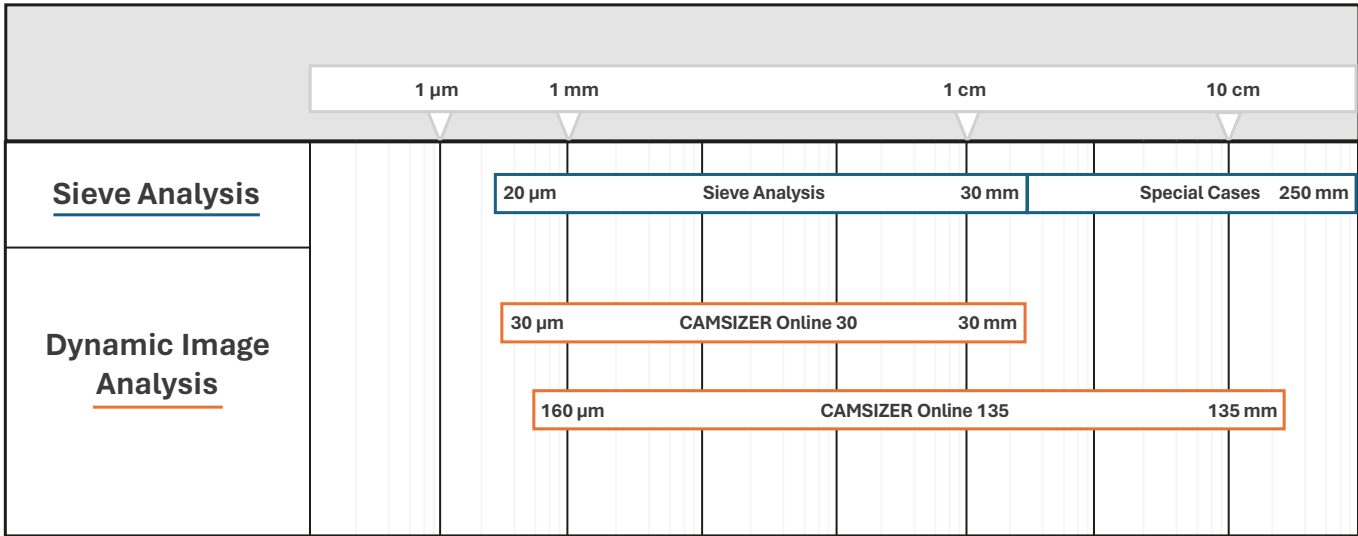 1 µm 1 mm 1 cm 10 cm
Sieve Analysis
20 µm Sieve Analysis 30 mm Special Cases 250 mm
Dynamic Image
Analysis
30 µm CAMSIZER Online 30 30 mm
160 µm CAMSIZER Online 135 135 mm